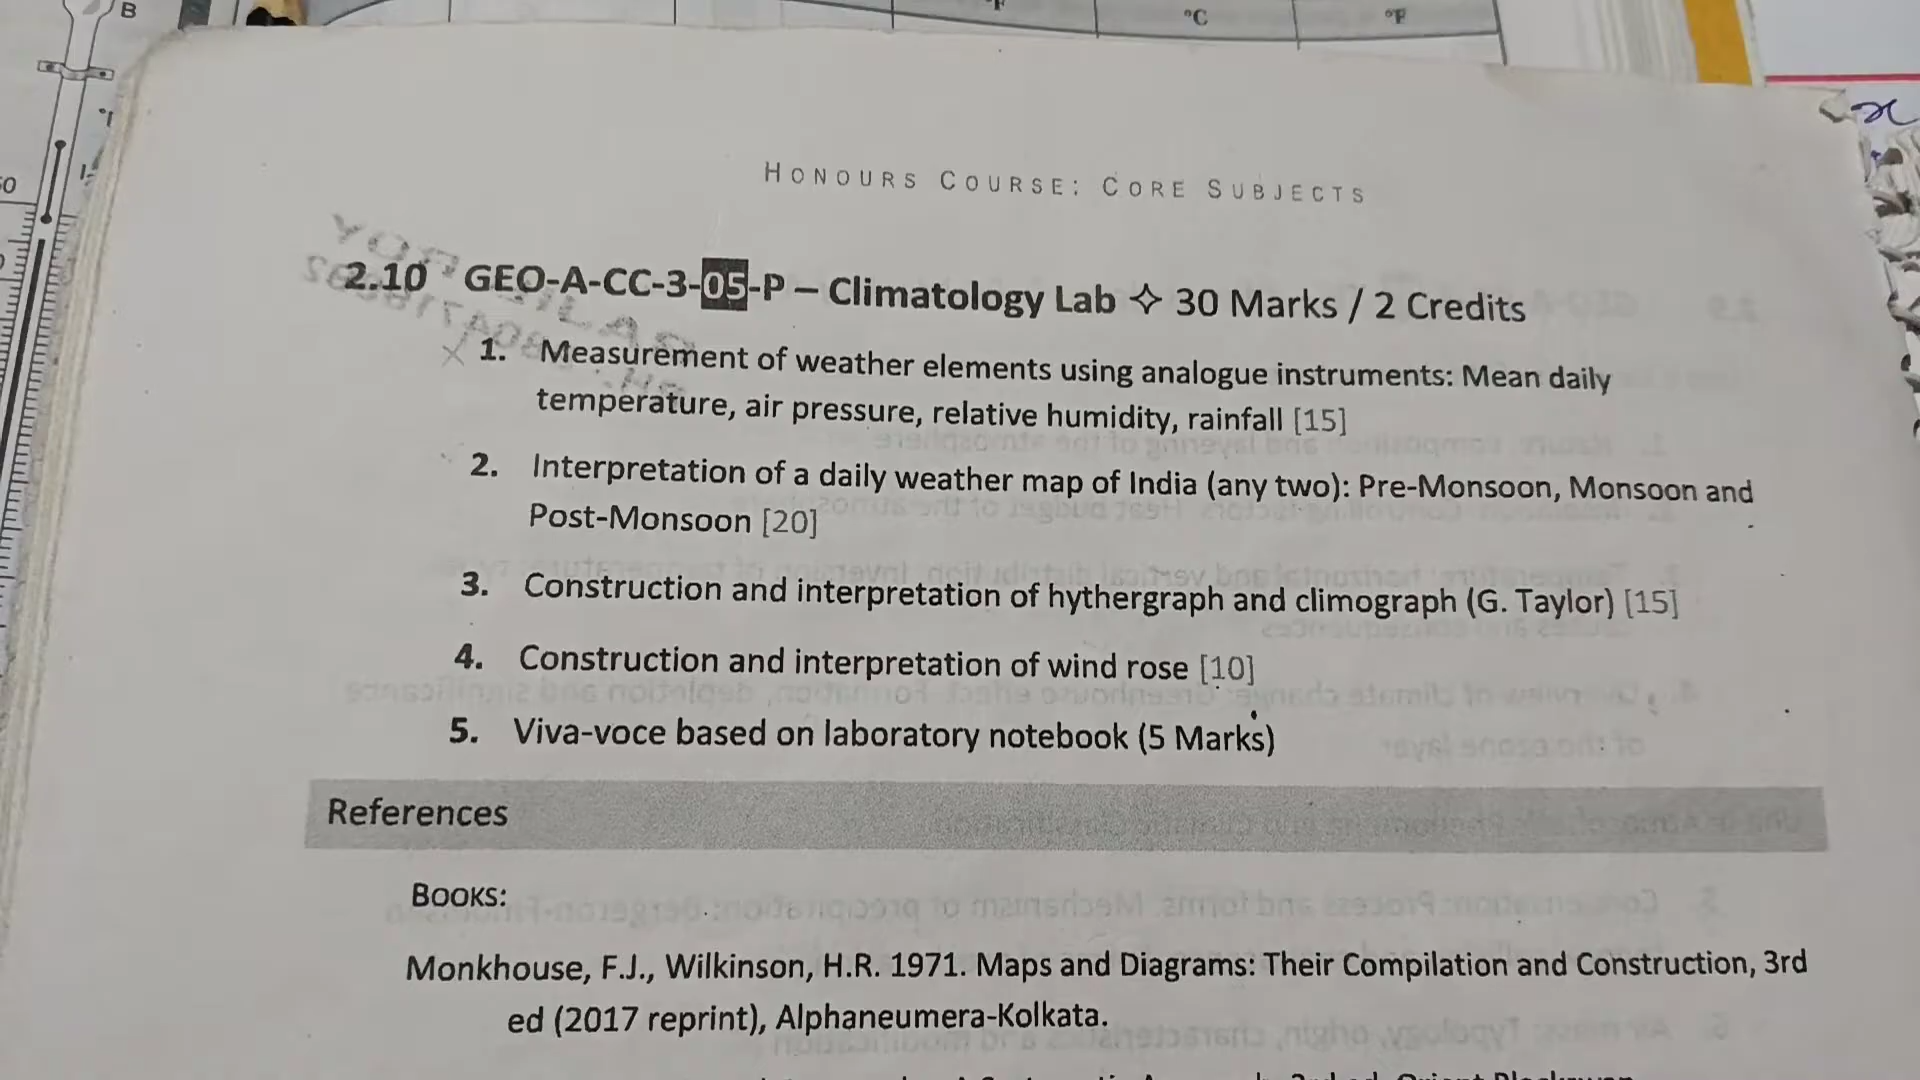 B
°C
°F
HONOURS COURSE: CORE SUBJECTS
2.10 GEO-A-CC-3-05-P – Climatology Lab ✧ 30 Marks / 2 Credits
1. Measurement of weather elements using analogue instruments: Mean daily
temperature, air pressure, relative humidity, rainfall [15]
2. Interpretation of a daily weather map of India (any two): Pre-Monsoon, Monsoon and
Post-Monsoon [20]
3. Construction and interpretation of hythergraph and climograph (G. Taylor) [15]
4. Construction and interpretation of wind rose [10]
5. Viva-voce based on laboratory notebook (5 Marks)
References
BOOKS:
Monkhouse, F.J., Wilkinson, H.R. 1971. Maps and Diagrams: Their Compilation and Construction, 3rd
ed (2017 reprint), Alphaneumera-Kolkata.